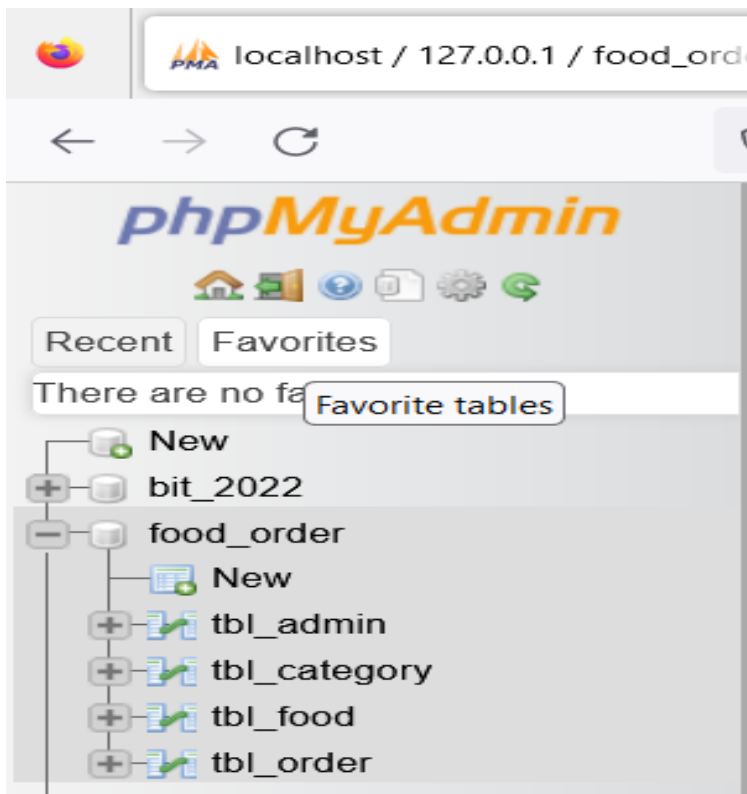 PMA localhost / 127.0.0.1 / food_ord
phpMyAdmin
Recent Favorites
There are no fa
Favorite tables
New
bit_2022
food_order
New
tbl_admin
tbl_category
tbl_food
tbl_order